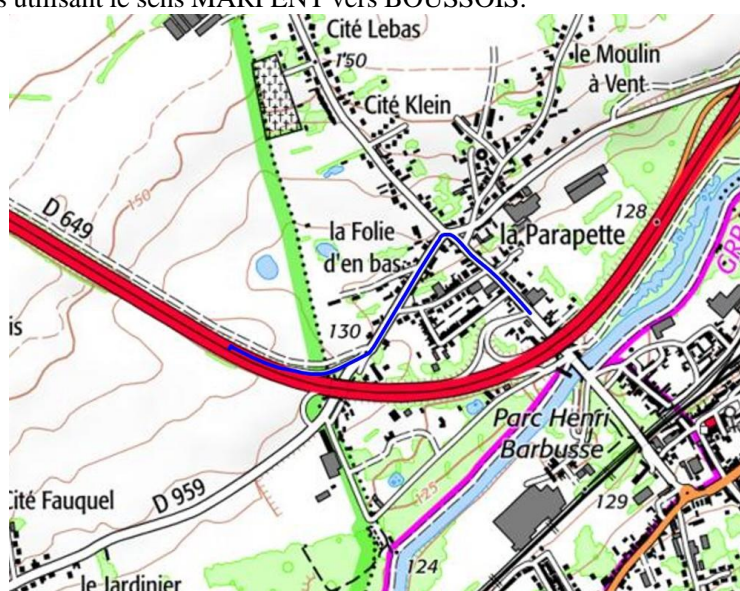 utilisant le sens MARPENT vers BOUSSOIS.
Cité Lebas
150
le Moulin
à Vent
Cité Klein
150
D 649
128
la Folie
d'en bas
la Parapette
130
is
Parc Henri
Barbusse
Cité Fauquel
D 959
125
129
124
le Jardinier